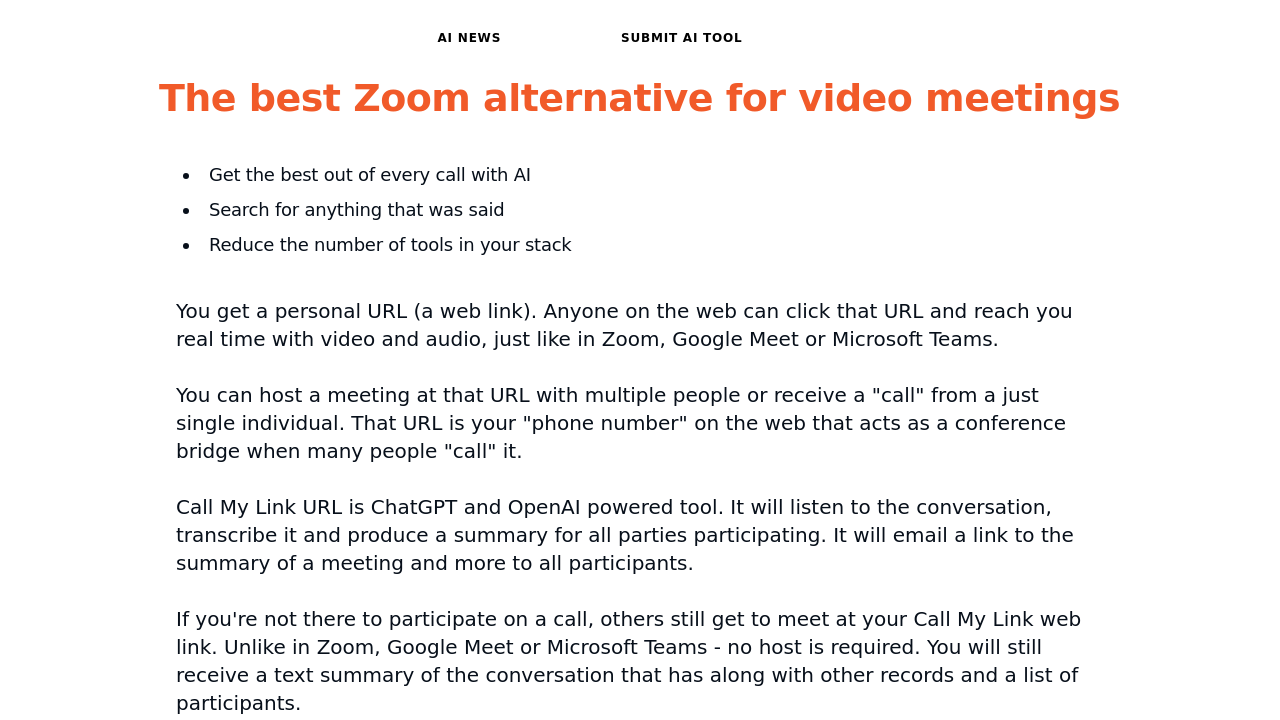 AI NEWS
SUBMIT AI TOOL
The best Zoom alternative for video meetings
• Get the best out of every call with AI
• Search for anything that was said
• Reduce the number of tools in your stack
You get a personal URL (a web link). Anyone on the web can click that URL and reach you
real time with video and audio, just like in Zoom, Google Meet or Microsoft Teams.
You can host a meeting at that URL with multiple people or receive a "call" from a just
single individual. That URL is your "phone number" on the web that acts as a conference
bridge when many people "call" it.
Call My Link URL is ChatGPT and OpenAI powered tool. It will listen to the conversation,
transcribe it and produce a summary for all parties participating. It will email a link to the
summary of a meeting and more to all participants.
If you're not there to participate on a call, others still get to meet at your Call My Link web
link. Unlike in Zoom, Google Meet or Microsoft Teams - no host is required. You will still
receive a text summary of the conversation that has along with other records and a list of
participants.